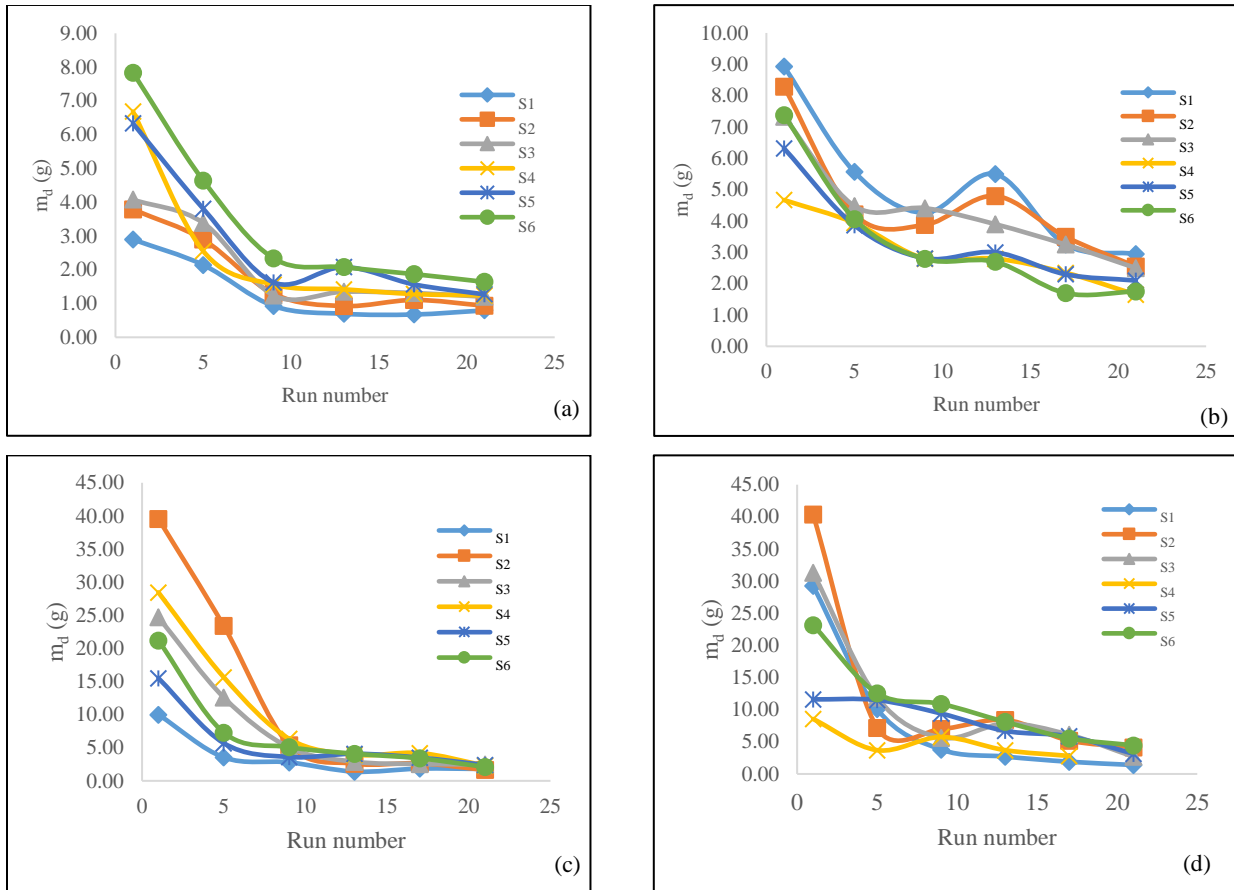 9.00
8.00
7.00
6.00
5.00
4.00
3.00
2.00
1.00
0.00
m_d (g)
0 5 10 15 20 25
Run number
S1
S2
S3
S4
S5
S6
(a)
10.00
9.00
8.00
7.00
6.00
5.00
4.00
3.00
2.00
1.00
0.00
m_d (g)
0 5 10 15 20 25
Run number
S1
S2
S3
S4
S5
S6
(b)
45.00
40.00
35.00
30.00
25.00
20.00
15.00
10.00
5.00
0.00
m_d (g)
0 5 10 15 20 25
Run number
S1
S2
S3
S4
S5
S6
(c)
45.00
40.00
35.00
30.00
25.00
20.00
15.00
10.00
5.00
0.00
m_d (g)
0 5 10 15 20 25
Run number
S1
S2
S3
S4
S5
S6
(d)